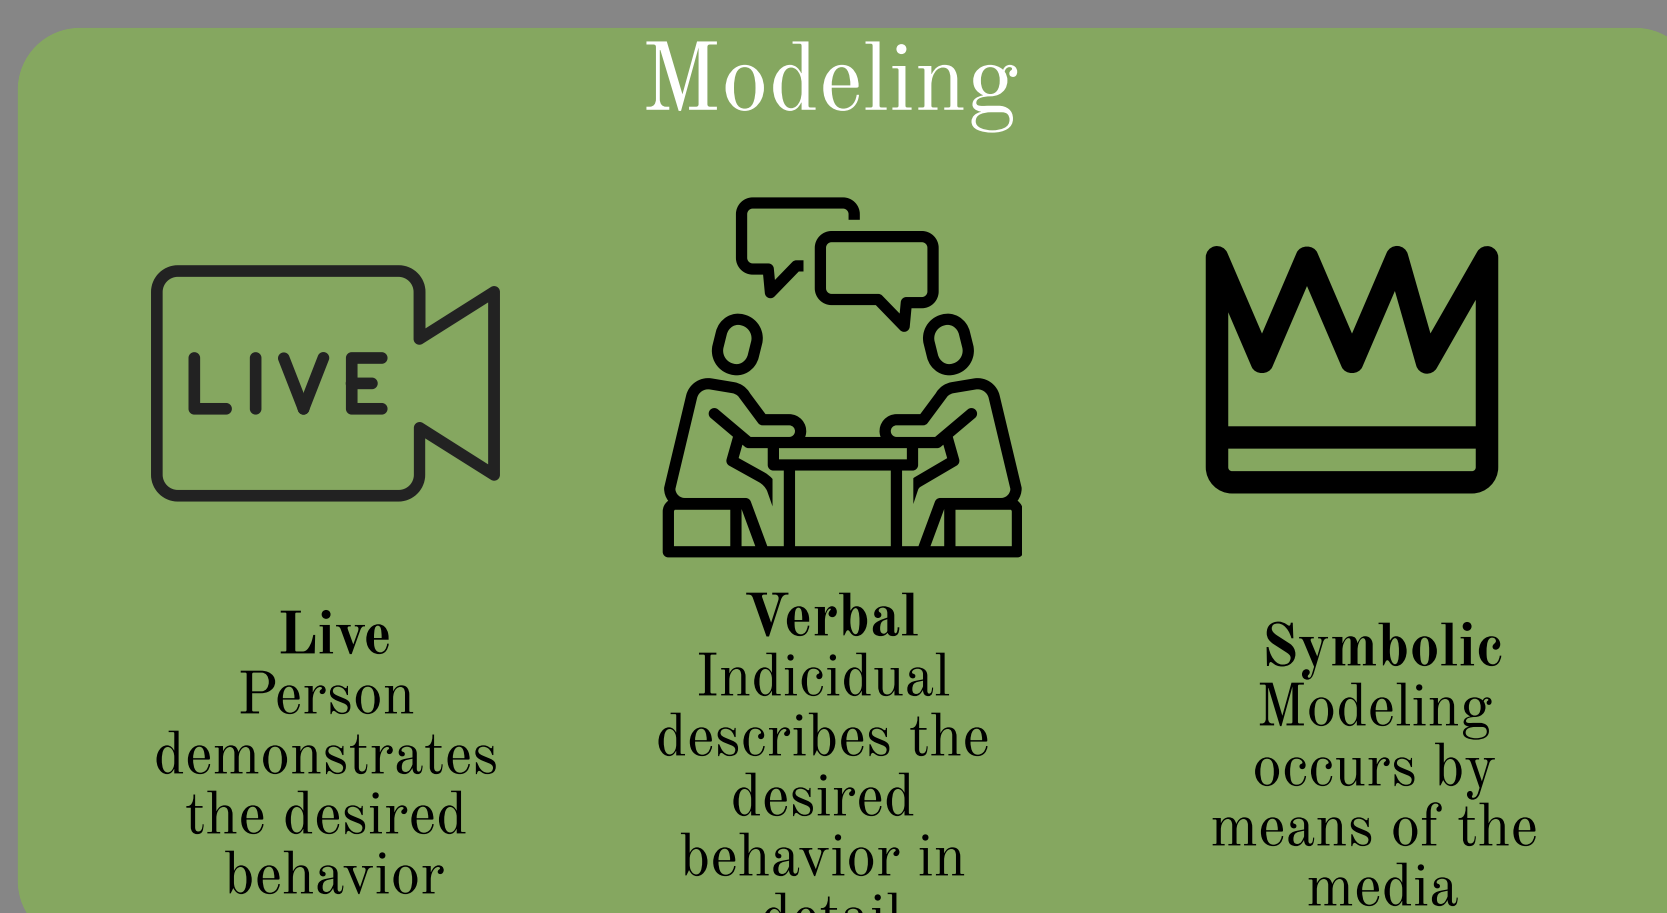 Modeling
LIVE
Live
Person
demonstrates
the desired
behavior
Verbal
Indicidual
describes the
desired
behavior in
detail
Symbolic
Modeling
occurs by
means of the
media